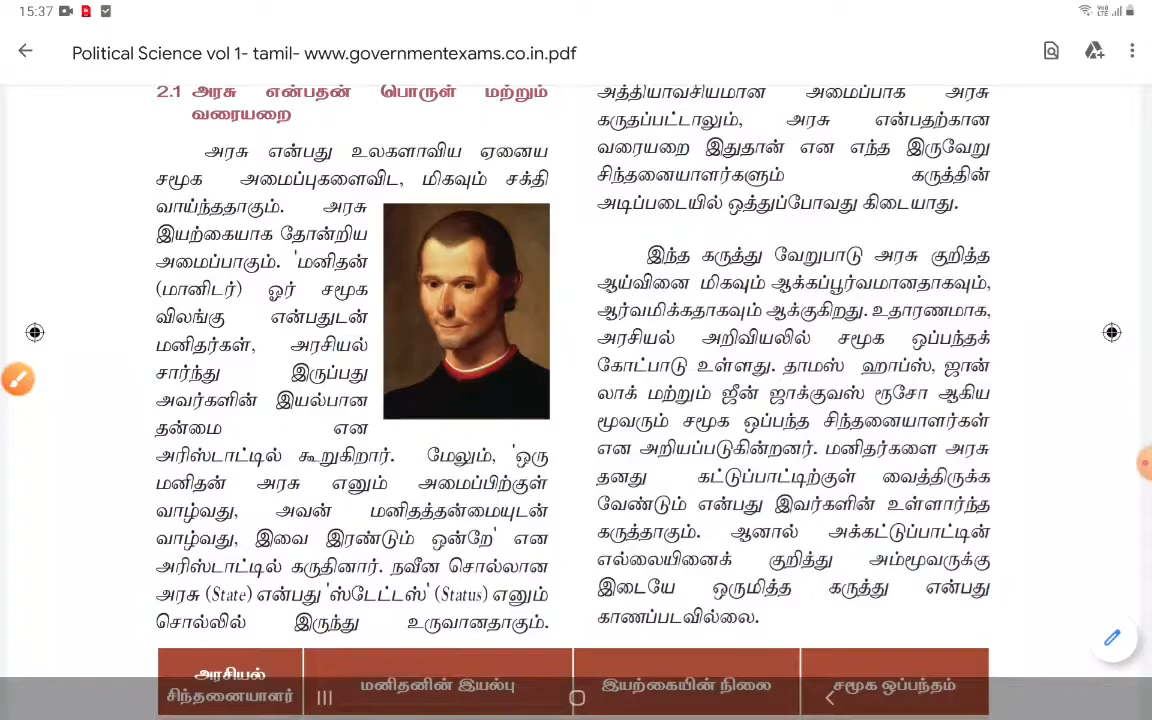 15:37
VoD
LTE
Political Science vol 1- tamil- www.governmentexams.co.in.pdf
2.1 அரசு என்பதன் பொருள் மற்றும்
வரையறை
அரசு என்பது உலகளாவிய ஏனைய
சமூக அமைப்புகளைவிட, மிகவும் சக்தி
வாய்ந்ததாகும். அரசு
இயற்கையாக தோன்றிய
அமைப்பாகும். 'மனிதன்
(மானிடர்) ஓர் சமூக
விலங்கு என்பதுடன்
மனிதர்கள், அரசியல்
சார்ந்து இருப்பது
அவர்களின் இயல்பான
தன்மை என
அரிஸ்டாட்டில் கூறுகிறார். மேலும், 'ஒரு
மனிதன் அரசு எனும் அமைப்பிற்குள்
வாழ்வது, அவன் மனிதத்தன்மையுடன்
வாழ்வது, இவை இரண்டும் ஒன்றே' என
அரிஸ்டாட்டில் கருதினார். நவீன சொல்லான
அரசு (State) என்பது 'ஸ்டேட்டஸ்' (Status) எனும்
சொல்லில் இருந்து உருவானதாகும்.
அத்தியாவசியமான அமைப்பாக அரசு
கருதப்பட்டாலும், அரசு என்பதற்கான
வரையறை இதுதான் என எந்த இருவேறு
சிந்தனையாளர்களும் கருத்தின்
அடிப்படையில் ஒத்துப்போவது கிடையாது.
இந்த கருத்து வேறுபாடு அரசு குறித்த
ஆய்வினை மிகவும் ஆக்கப்பூர்வமானதாகவும்,
ஆர்வமிக்கதாகவும் ஆக்குகிறது. உதாரணமாக,
அரசியல் அறிவியலில் சமூக ஒப்பந்தக்
கோட்பாடு உள்ளது. தாமஸ் ஹாப்ஸ், ஜான்
லாக் மற்றும் ஜீன் ஜாக்குவஸ் ரூசோ ஆகிய
மூவரும் சமூக ஒப்பந்த சிந்தனையாளர்கள்
என அறியப்படுகின்றனர். மனிதர்களை அரசு
தனது கட்டுப்பாட்டிற்குள் வைத்திருக்க
வேண்டும் என்பது இவர்களின் உள்ளார்ந்த
கருத்தாகும். ஆனால் அக்கட்டுப்பாட்டின்
எல்லையினைக் குறித்து அம்மூவருக்கு
இடையே ஒருமித்த கருத்து என்பது
காணப்படவில்லை.
அரசியல்
சிந்தனையாளர்
மனிதனின் இயல்பு
இயற்கையின் நிலை
சமூக ஒப்பந்தம்